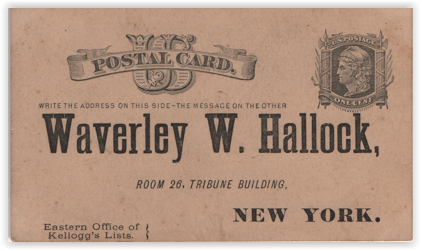 U.S. POSTAGE
US
POSTAL CARD.
ONE CENT
WRITE THE ADDRESS ON THIS SIDE-THE MESSAGE ON THE OTHER
Waverley W. Hallock,
ROOM 26, TRIBUNE BUILDING,
NEW YORK.
Eastern Office of
Kellogg's Lists. {